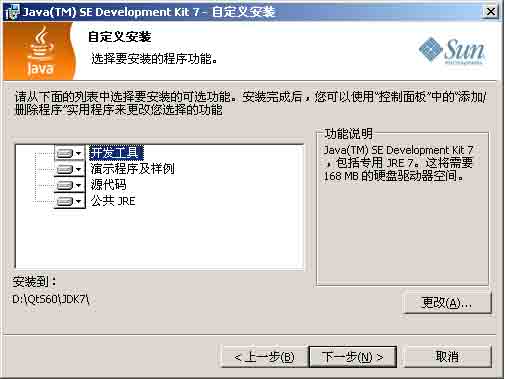 Java(TM) SE Development Kit 7 - 自定义安装
Java
自定义安装
选择要安装的程序功能。
Sun
microsystems
请从下面的列表中选择要安装的可选功能。安装完成后，您可以使用“控制面板”中的“添加/
删除程序”实用程序来更改您选择的功能
开发工具
演示程序及样例
源代码
公共 JRE
功能说明
Java(TM) SE Development Kit 7
，包括专用 JRE 7。这将需要
168 MB 的硬盘驱动器空间。
安装到：
D:\Qt560\JDK7\
更改(A)...
< 上一步(B)
下一步(N) >
取消